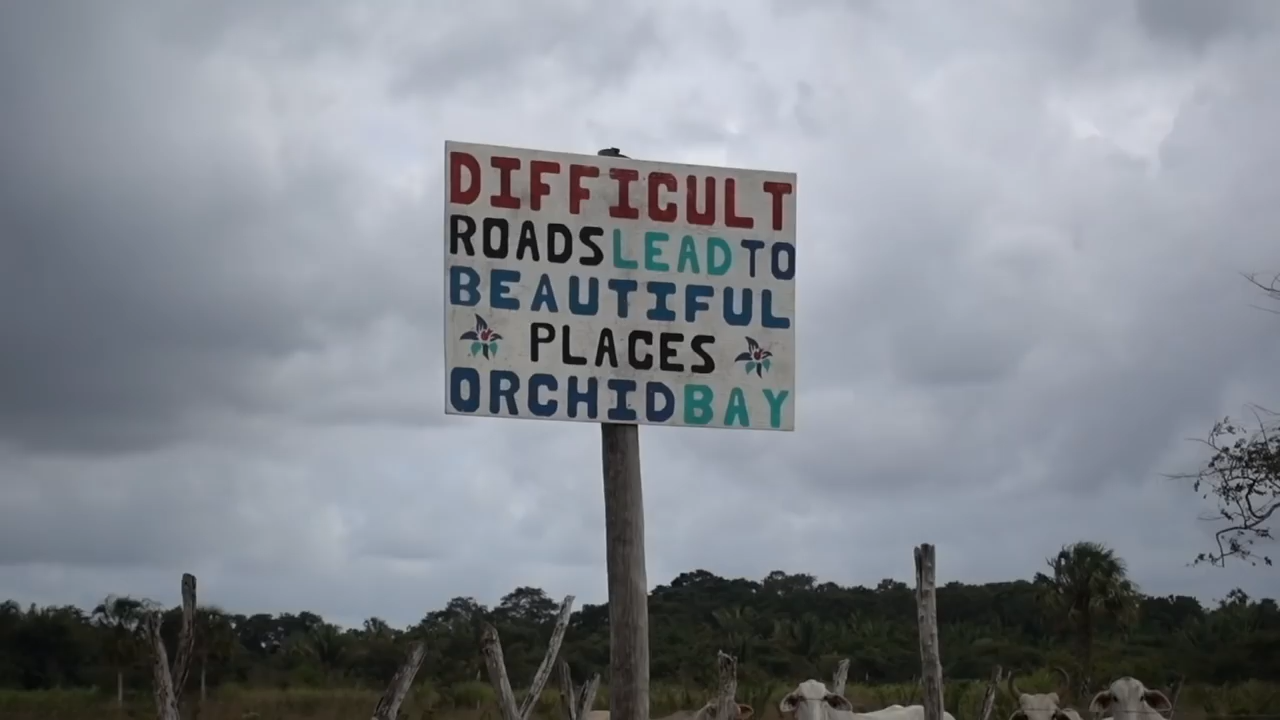 DIFFICULT
ROADS LEAD TO
BEAUTIFUL
PLACES
ORCHID BAY